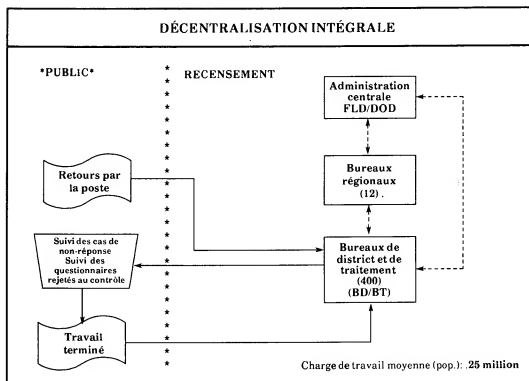 DÉCENTRALISATION INTÉGRALE
*PUBLIC*
RECENSEMENT
Administration
centrale
FLD/DOD
Retours par
la poste
Bureaux
régionaux
(12) .
Suivi des cas de
non-réponse
Suivi des
questionnaires
rejetés au contrôle
Bureaux de
district et de
traitement
(400)
(BD/BT)
Travail
terminé
Charge de travail moyenne (pop.): .25 million